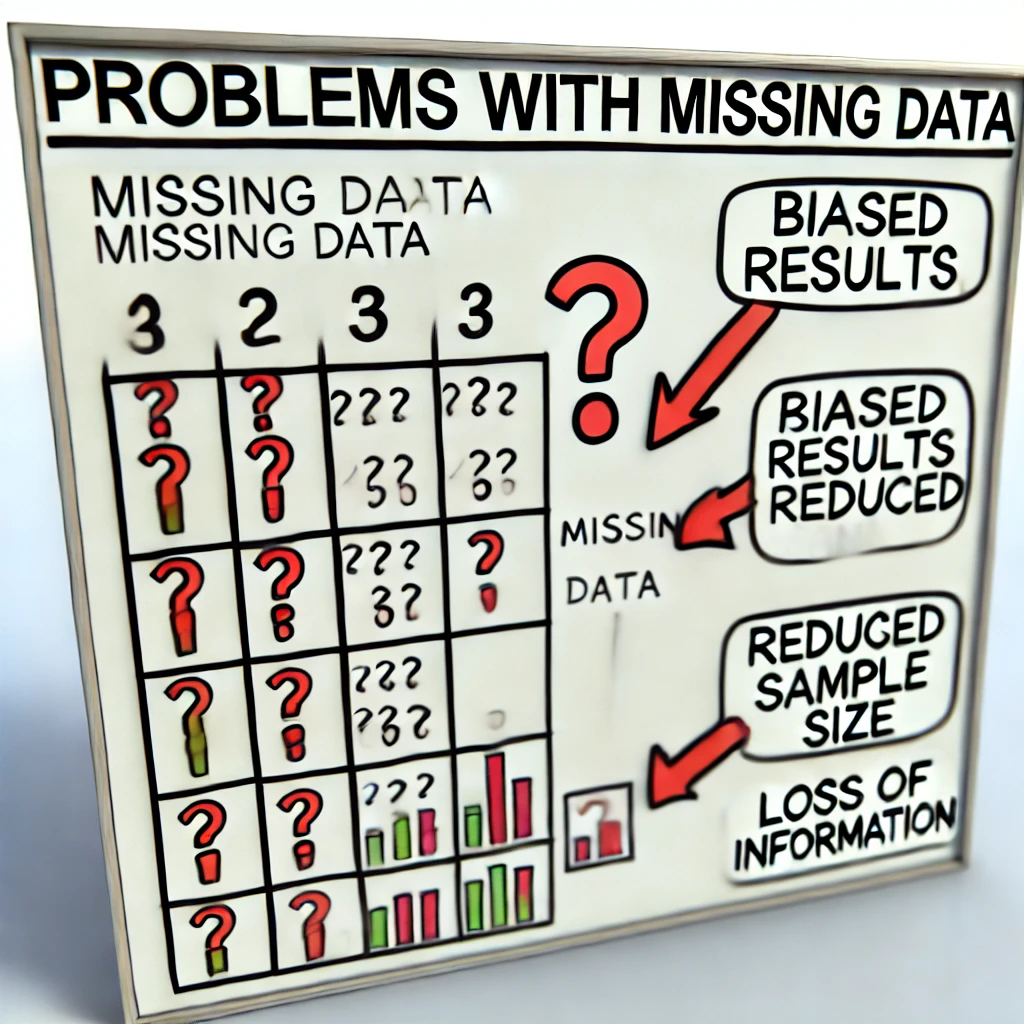 PROBLEMS WITH MISSING DATA
MISSING DAATA
MISSING DATA
3 2 3 3
? ? ??? ???
? ? ?? ??
? ? ??? ?
??
? ? ???
???
? ? ???
? ?
?
BIASED
RESULTS
BIASED
RESULTS
REDUCED
MISSIN
DATA
REDUCED
SAMPLE
SIZE
?
LOSS OF
INFORMATION